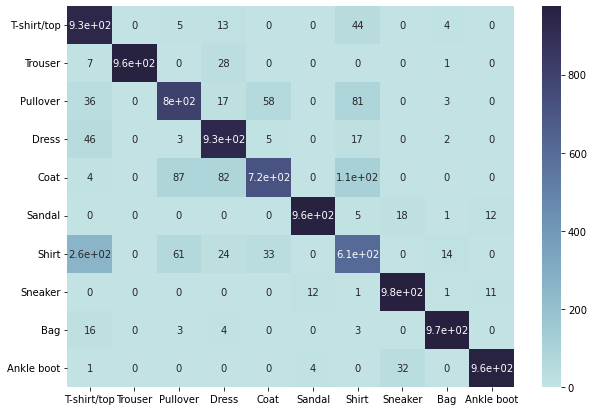 T-shirt/top 9.3e+02 0 5 13 0 0 44 0 4 0
Trouser 7 9.6e+02 0 28 0 0 0 0 1 0
Pullover 36 0 8e+02 17 58 0 81 0 3 0
Dress 46 0 3 9.3e+02 5 0 17 0 2 0
Coat 4 0 87 82 7.2e+02 0 1.1e+02 0 0 0
Sandal 0 0 0 0 0 9.6e+02 5 18 1 12
Shirt 2.6e+02 0 61 24 33 0 6.1e+02 0 14 0
Sneaker 0 0 0 0 0 12 1 9.8e+02 1 11
Bag 16 0 3 4 0 0 3 0 9.7e+02 0
Ankle boot 1 0 0 0 0 4 0 32 0 9.6e+02
T-shirt/top Trouser Pullover Dress Coat Sandal Shirt Sneaker Bag Ankle boot
800
600
400
200
0